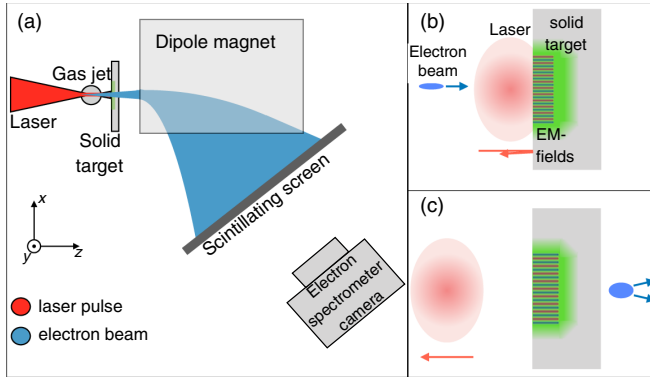 (a)
Dipole magnet
Gas jet
Laser
Solid
target
Scintillating screen
x
y
z
Electron
spectrometer
camera
laser pulse
electron beam
(b)
Laser
solid
target
Electron
beam
EM-
fields
(c)